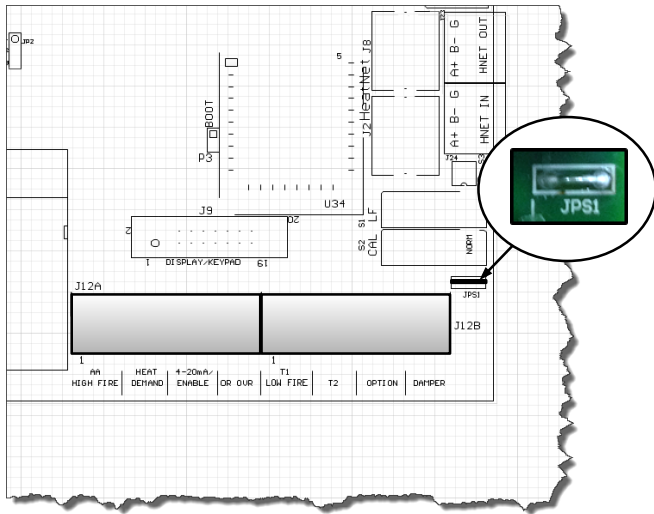 JP2
5
J8
HeatNet
J2
A+ B- G
HNET OUT
A+ B- G
HNET IN
BOOT
P3
J24
S3
U34
J9
20
2
1
DISPLAY/KEYPAD
19
S1
LF
S2
CAL
NORM
JPS1
JPS1
J12A
J12B
1
1
AA
HIGH FIRE
HEAT
DEMAND
4-20mA/
ENABLE
OR OVR
T1
LOW FIRE
T2
OPTION
DAMPER